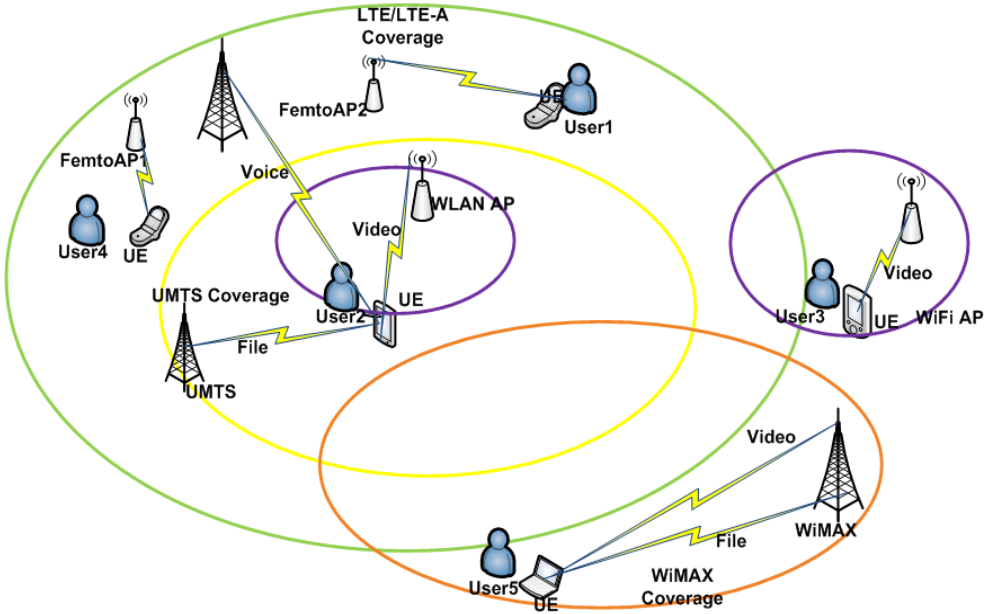 LTE/LTE-A
Coverage
FemtoAP2
UE
User1
FemtoAP1
Voice
WLAN AP
Video
User4
UE
UMTS Coverage
User2
UE
File
UMTS
Video
User3
UE
WiFi AP
Video
File
WiMAX
User5
UE
WiMAX
Coverage